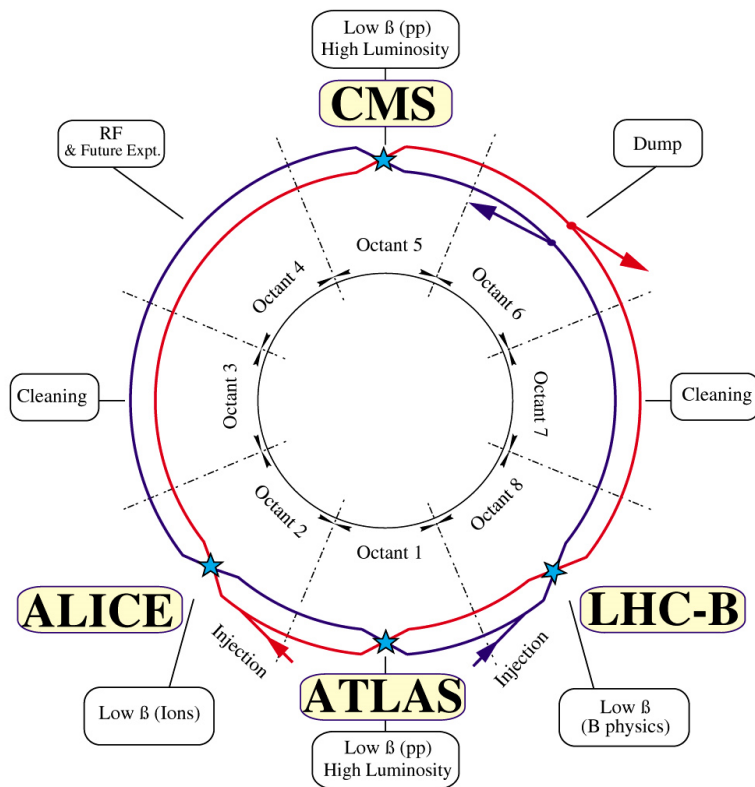 Low ß (pp)
High Luminosity
CMS
RF
& Future Expt.
Dump
Octant 5
Octant 4
Octant 6
Cleaning
Octant 3
Octant 7
Cleaning
Octant 2
Octant 8
Octant 1
ALICE
LHC-B
Injection
Injection
ATLAS
Low ß (Ions)
Low ß
(B physics)
Low ß (pp)
High Luminosity